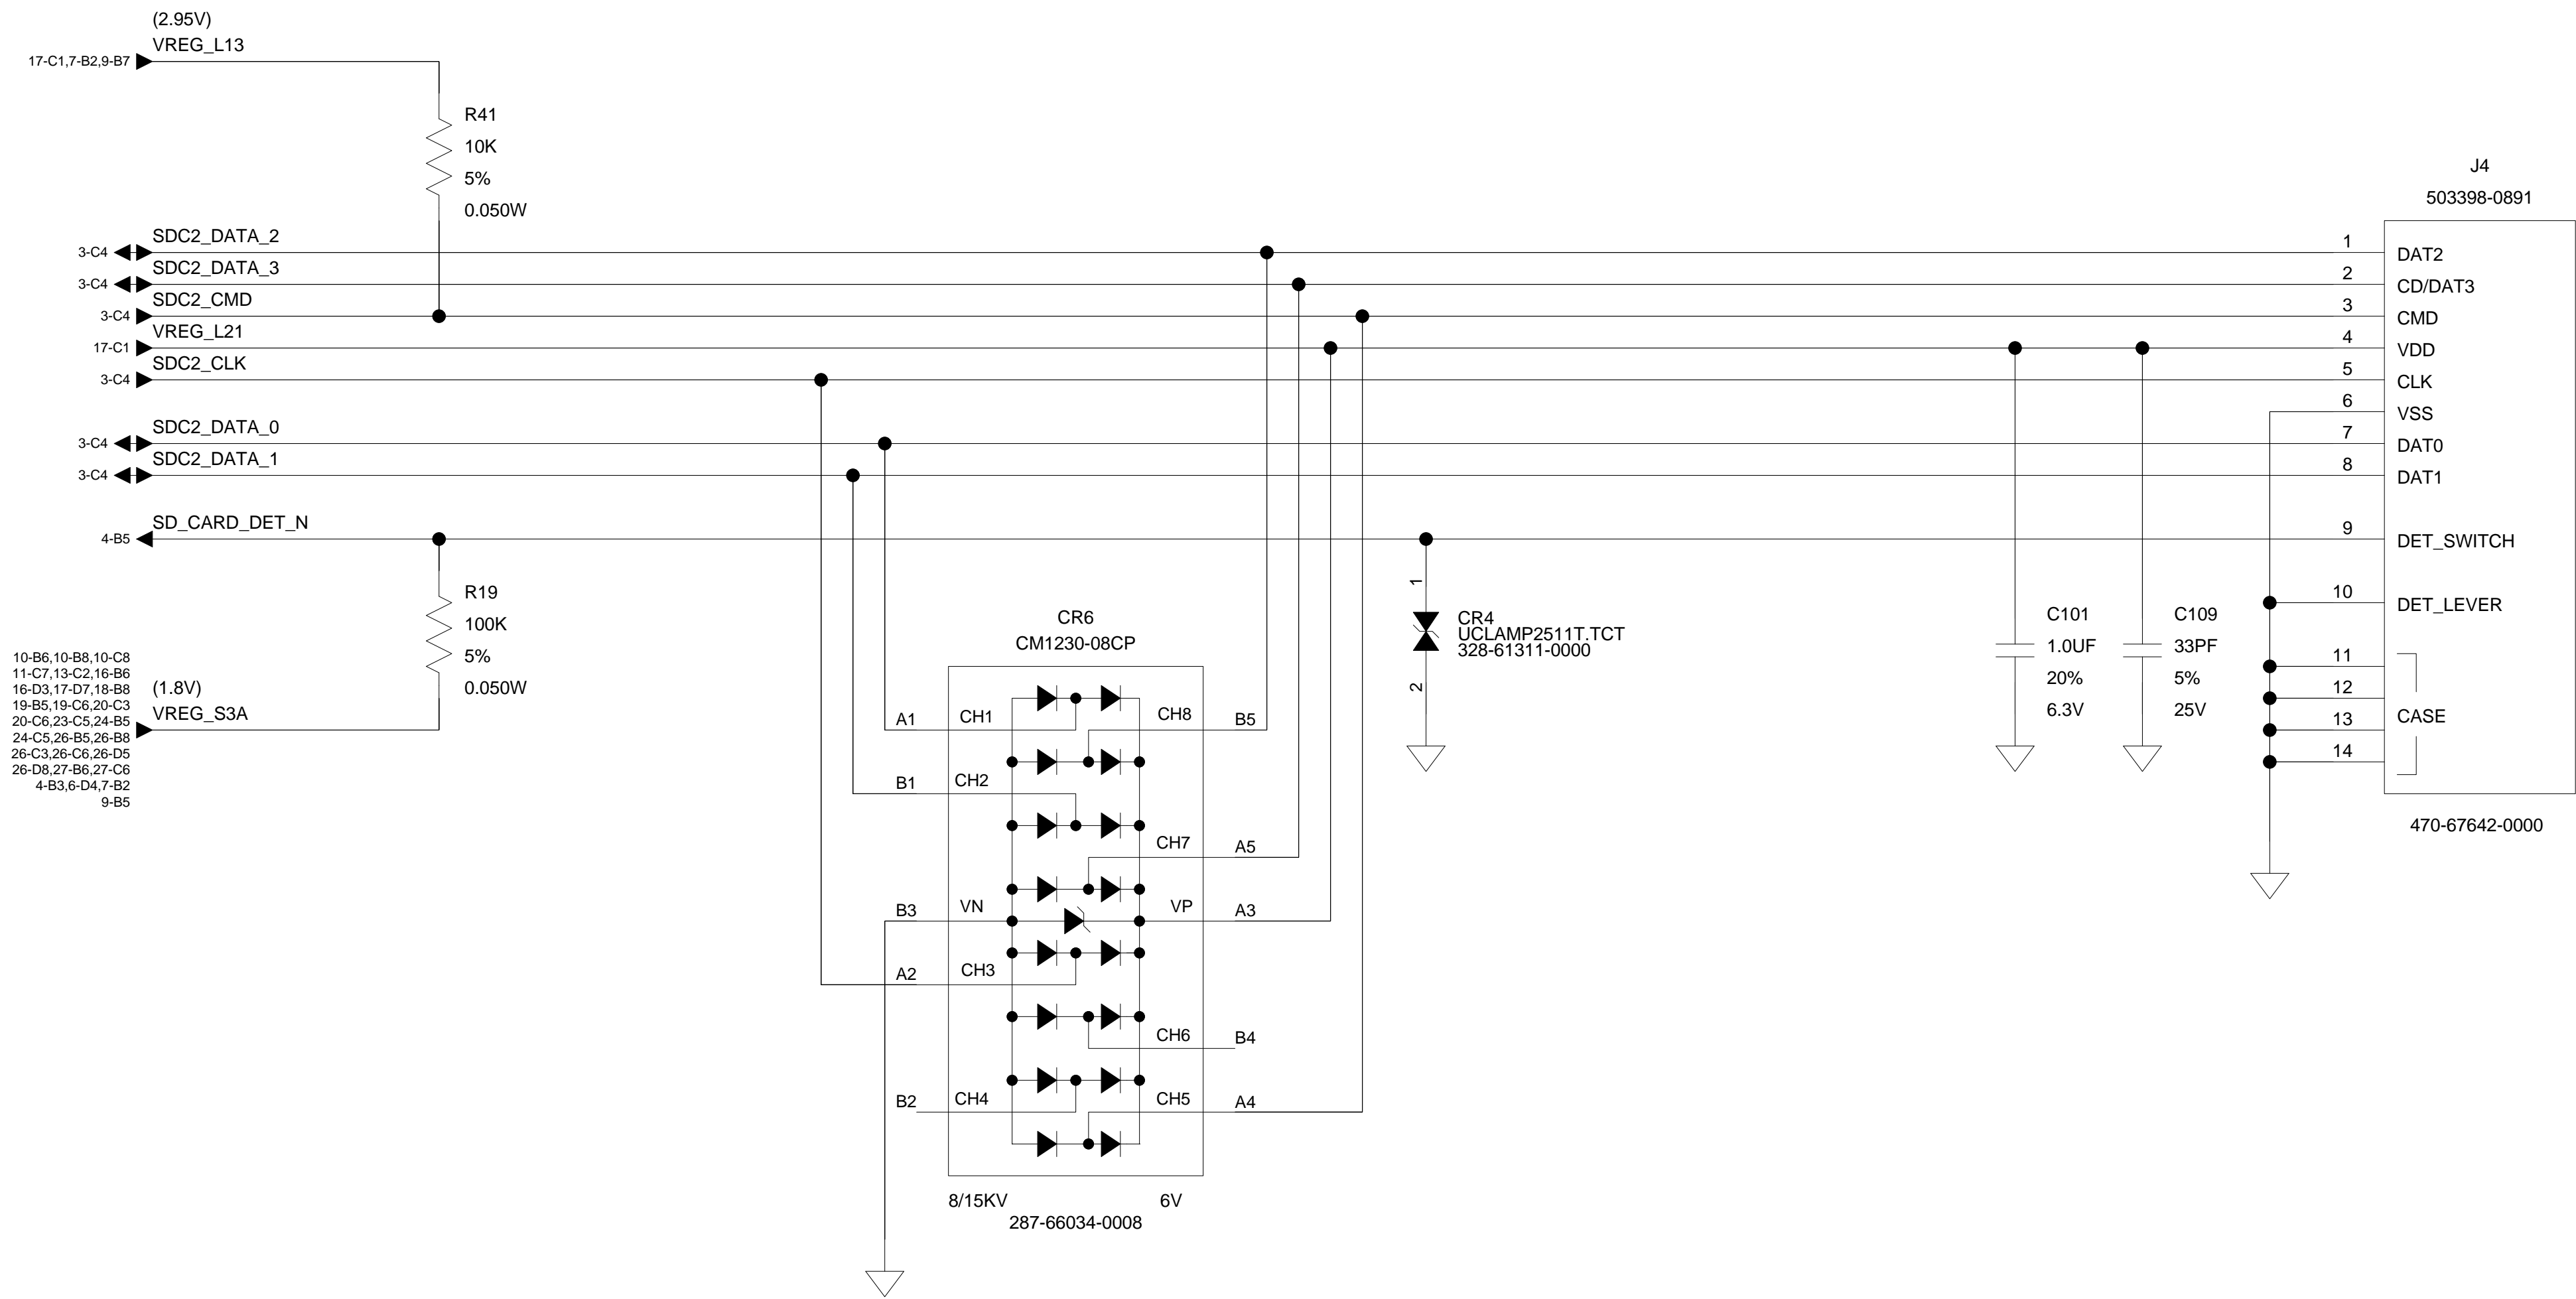 (2.95V)
VREG_L13
17-C1,7-B2,9-B7
R41
10K
5%
0.050W
J4
503398-0891
SDC2_DATA_2
3-C4
1
DAT2
SDC2_DATA_3
3-C4
2
CD/DAT3
SDC2_CMD
3-C4
3
CMD
VREG_L21
17-C1
4
VDD
SDC2_CLK
3-C4
5
CLK
6
VSS
SDC2_DATA_0
3-C4
7
DAT0
SDC2_DATA_1
3-C4
8
DAT1
SD_CARD_DET_N
4-B5
9
DET_SWITCH
R19
100K
5%
0.050W
10-B6,10-B8,10-C8
11-C7,13-C2,16-B6
16-D3,17-D7,18-B8
19-B5,19-C6,20-C3
20-C6,23-C5,24-B5
24-C5,26-B5,26-B8
26-C3,26-C6,26-D5
26-D8,27-B6,27-C6
4-B3,6-D4,7-B2
9-B5
(1.8V)
VREG_S3A
CR6
CM1230-08CP
A1
CH1
CH8
B5
B1
CH2
CH7
A5
B3
VN
VP
A3
A2
CH3
CH6
B4
B2
CH4
CH5
A4
8/15KV
6V
287-66034-0008
1
CR4
UCLAMP2511T.TCT
328-61311-0000
2
C101
1.0UF
20%
6.3V
C109
33PF
5%
25V
10
DET_LEVER
11
12
13
14
CASE
470-67642-0000